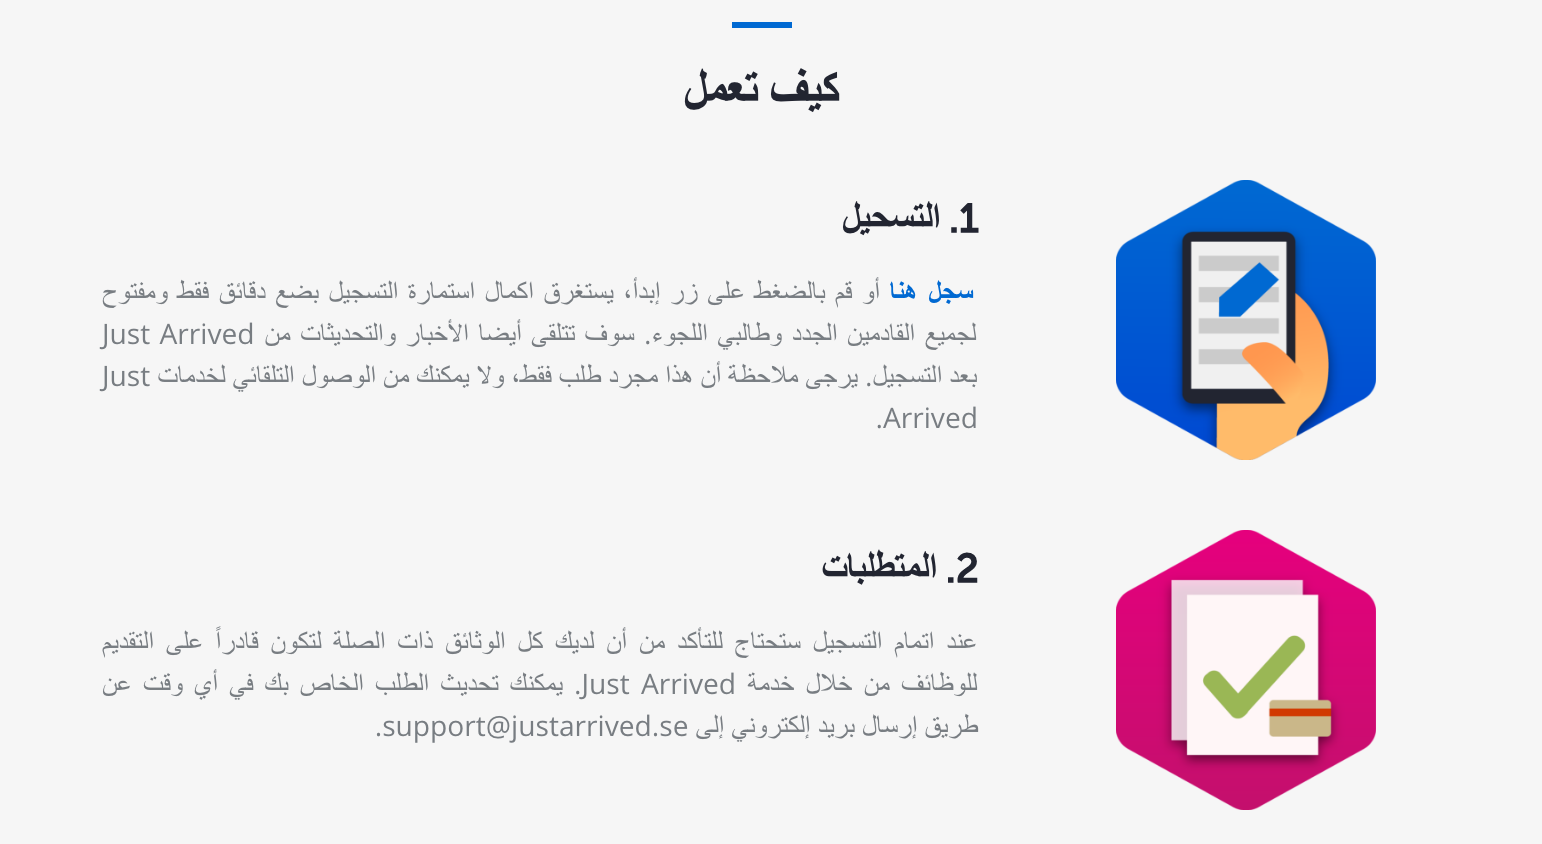 كيف تعمل
1. التسحيل
سجل هنا أو قم بالضغط على زر إبدأ، يستغرق اكمال استمارة التسجيل بضع دقائق فقط ومفتوح
لجميع القادمين الجدد وطالبي اللجوء. سوف تتلقى أيضا الأخبار والتحديثات من Just Arrived
بعد التسجيل. يرجى ملاحظة أن هذا مجرد طلب فقط، ولا يمكنك من الوصول التلقائي لخدمات Just
Arrived.
2. المتطلبات
عند اتمام التسجيل ستحتاج للتأكد من أن لديك كل الوثائق ذات الصلة لتكون قادراً على التقديم
للوظائف من خلال خدمة Just Arrived. يمكنك تحديث الطلب الخاص بك في أي وقت عن
طريق إرسال بريد إلكتروني إلى support@justarrived.se.